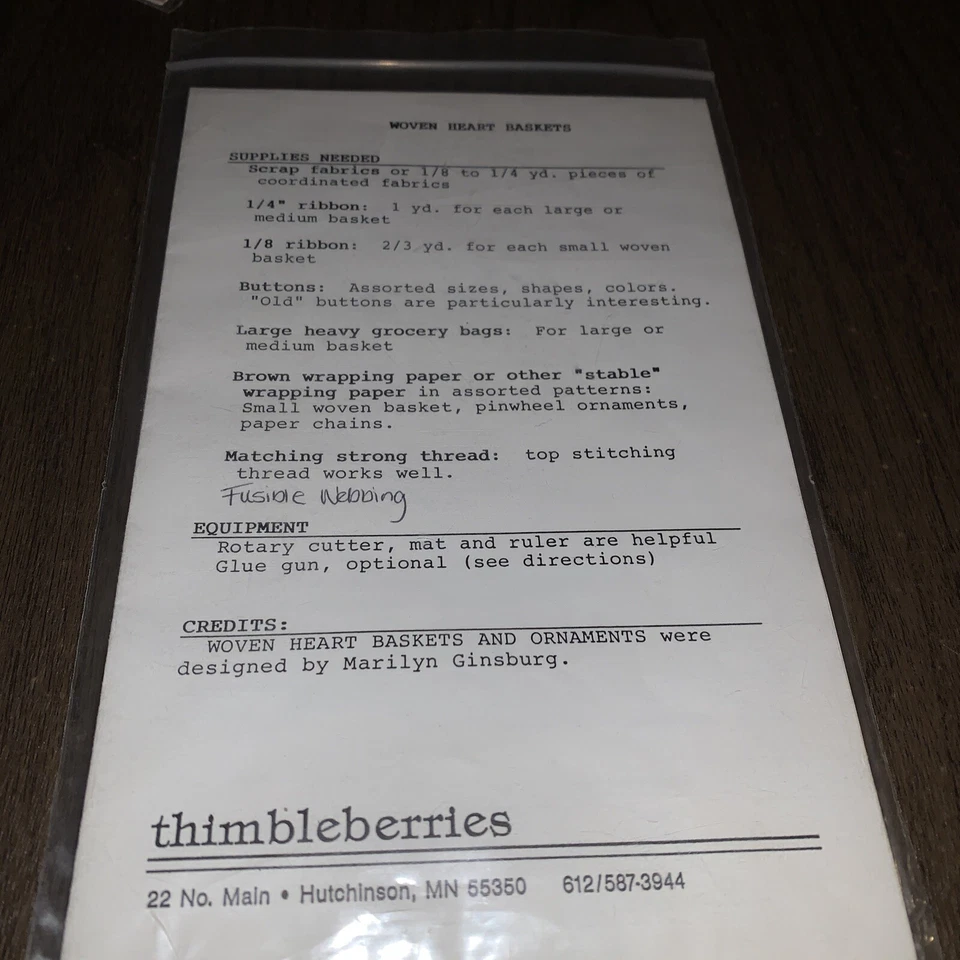 WOVEN HEART BASKETS
SUPPLIES NEEDED
Scrap fabrics or 1/8 to 1/4 yd. pieces of
coordinated fabrics
1/4" ribbon: 1 yd. for each large or
medium basket
1/8 ribbon: 2/3 yd. for each small woven
basket
Buttons: Assorted sizes, shapes, colors.
"Old" buttons are particularly interesting.
Large heavy grocery bags: For large or
medium basket
Brown wrapping paper or other "stable"
wrapping paper in assorted patterns:
Small woven basket, pinwheel ornaments,
paper chains.
Matching strong thread: top stitching
thread works well.
Fusible Webbing
EQUIPMENT
Rotary cutter, mat and ruler are helpful
Glue gun, optional (see directions)
CREDITS:
WOVEN HEART BASKETS AND ORNAMENTS were
designed by Marilyn Ginsburg.
thimbleberries
22 No. Main • Hutchinson, MN 55350 612/587-3944